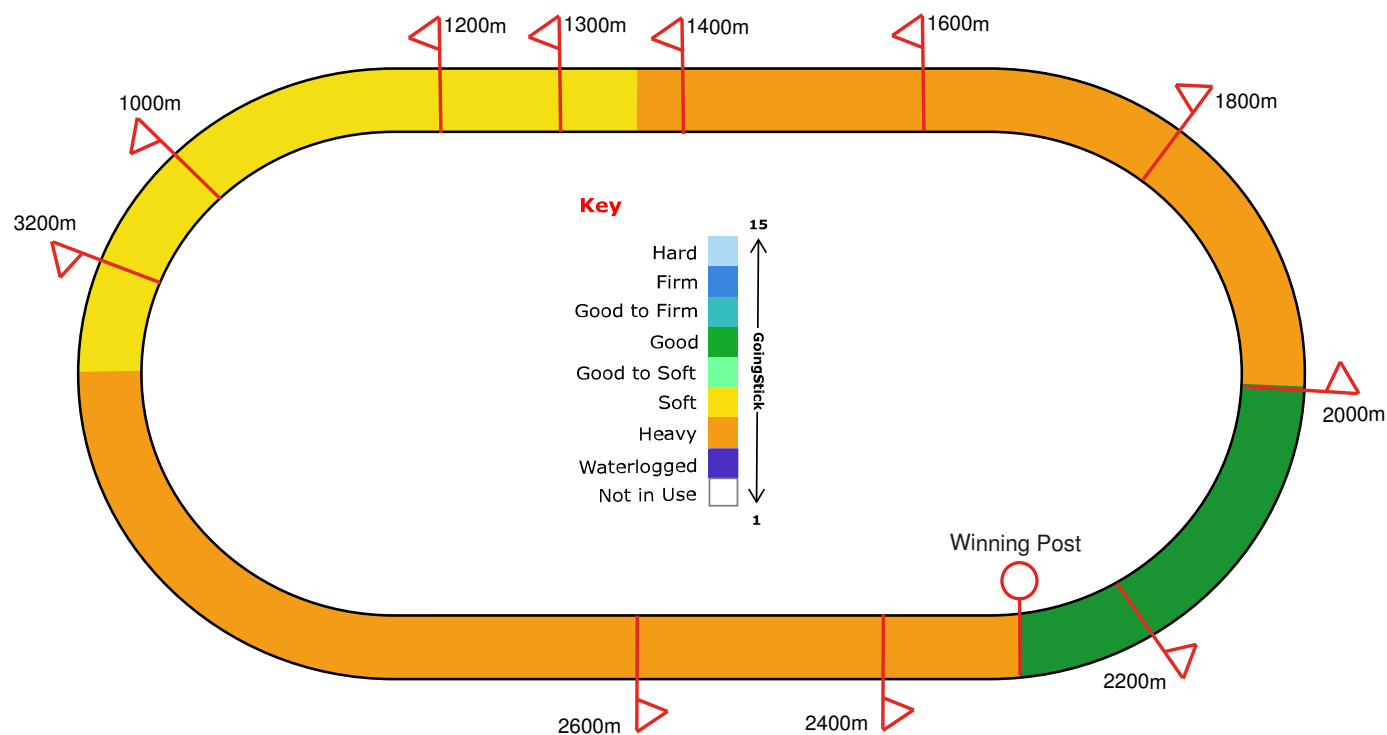 1200m
1300m
1400m
1600m
1000m
1800m
3200m
Key
15
Hard
Firm
Good to Firm
Good
Good to Soft
Soft
Heavy
Waterlogged
Not in Use
GoingStick
1
2000m
Winning Post
2200m
2600m
2400m